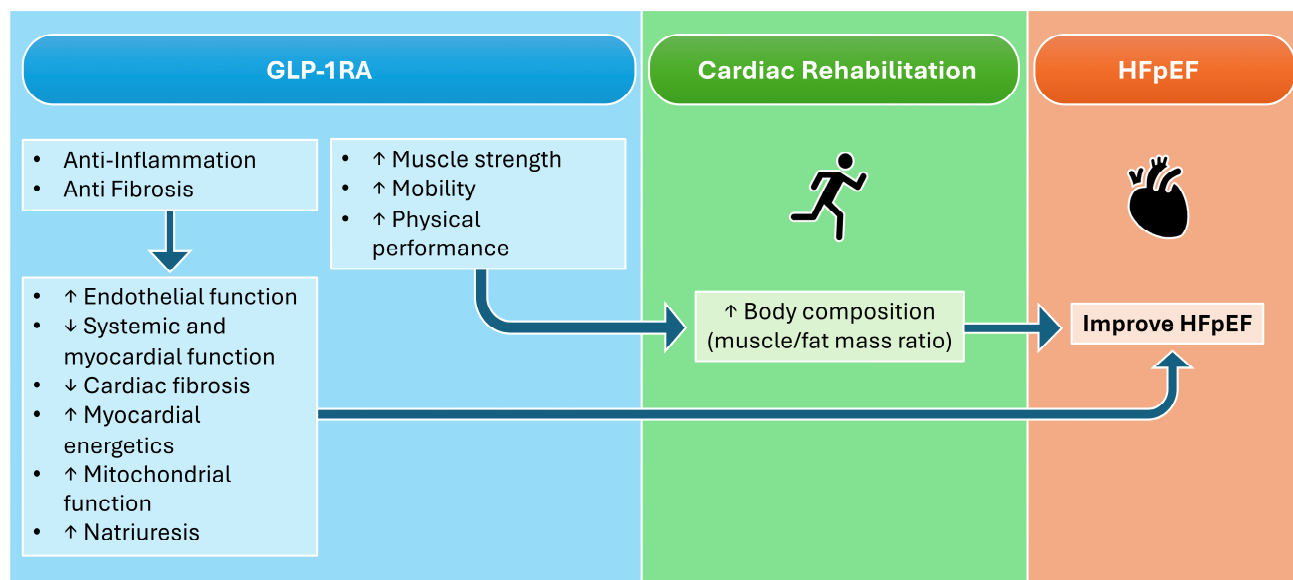 GLP-1RA
Cardiac Rehabilitation
HFpEF
• Anti-Inflammation
• Anti Fibrosis
• ↑ Muscle strength
• ↑ Mobility
• ↑ Physical
performance
• ↑ Endothelial function
• ↓ Systemic and
myocardial function
• ↓ Cardiac fibrosis
• ↑ Myocardial
energetics
• ↑ Mitochondrial
function
• ↑ Natriuresis
↑ Body composition
(muscle/fat mass ratio)
Improve HFpEF